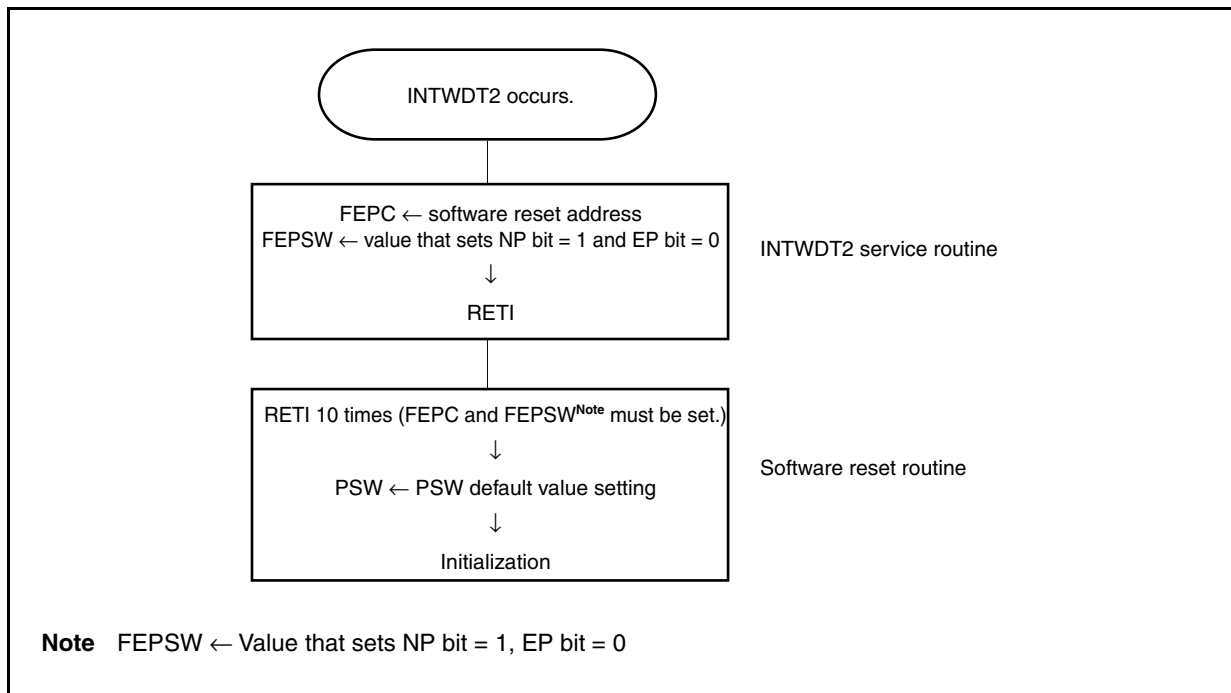 INTWDT2 occurs.
FEPC ← software reset address
FEPSW ← value that sets NP bit = 1 and EP bit = 0
↓
RETI
INTWDT2 service routine
RETI 10 times (FEPC and FEPSWNote must be set.)
↓
PSW ← PSW default value setting
↓
Initialization
Software reset routine
Note FEPSW ← Value that sets NP bit = 1, EP bit = 0